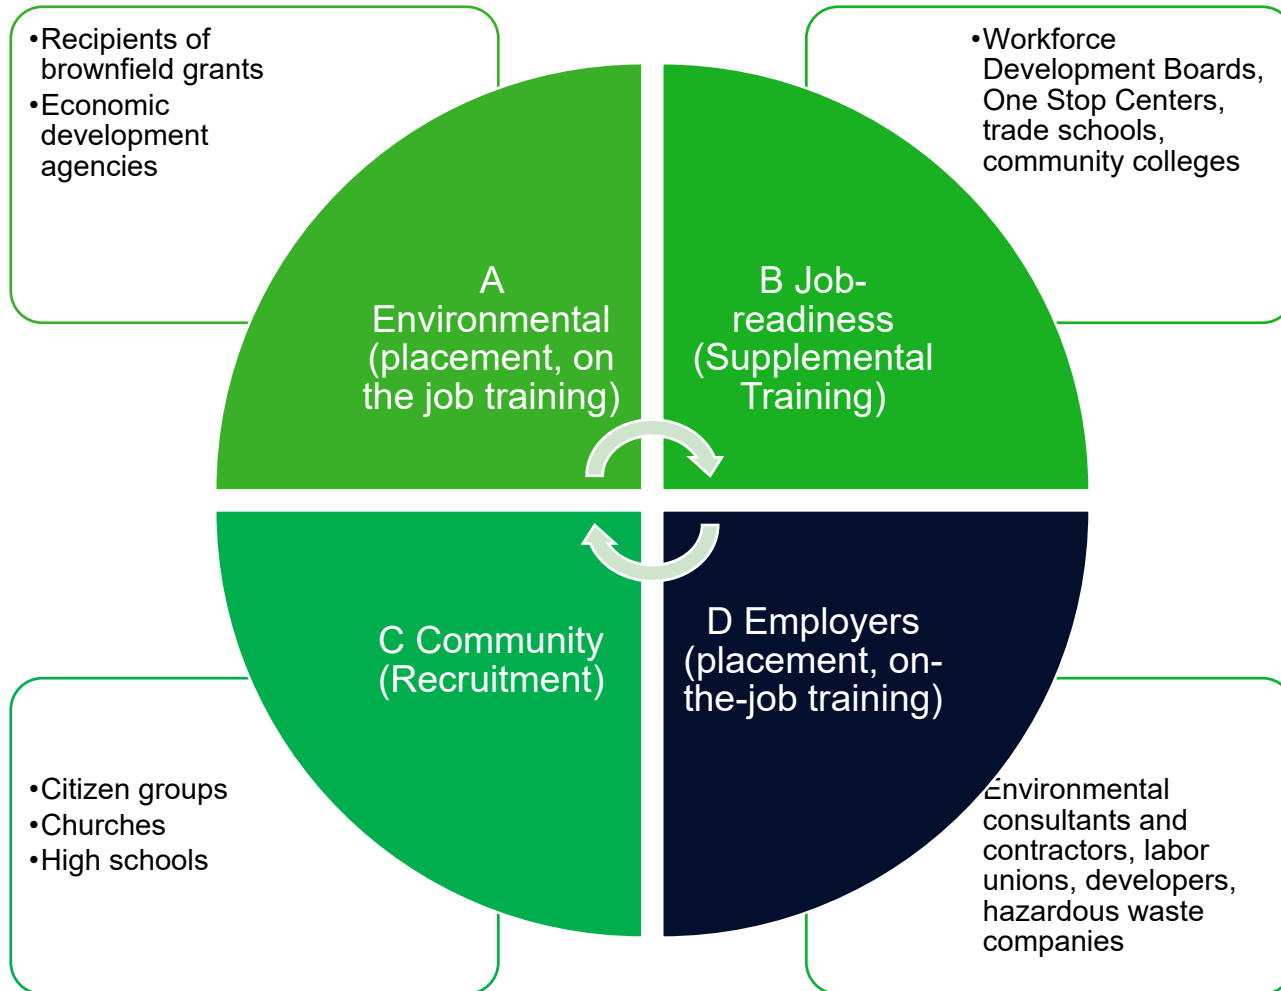 •Recipients of
brownfield grants
•Economic
development
agencies
•Workforce
Development Boards,
One Stop Centers,
trade schools,
community colleges
A
Environmental
(placement, on
the job training)
B Job-
readiness
(Supplemental
Training)
C Community
(Recruitment)
D Employers
(placement, on-
the-job training)
•Citizen groups
•Churches
•High schools
Environmental
consultants and
contractors, labor
unions, developers,
hazardous waste
companies